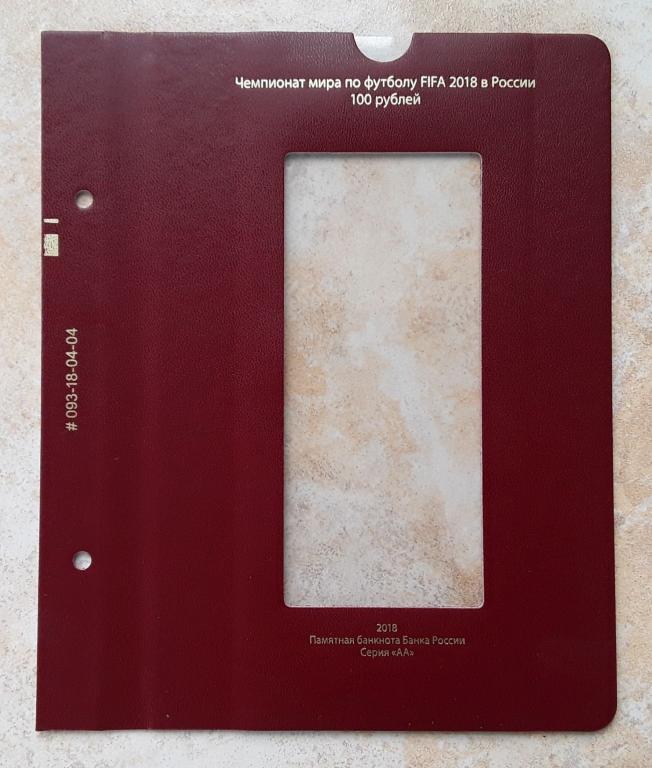 Чемпионат мира по футболу FIFA 2018 в России
100 рублей
# 093-18-04-04
2018
Памятная банкнота Банка России
Серия «АА»